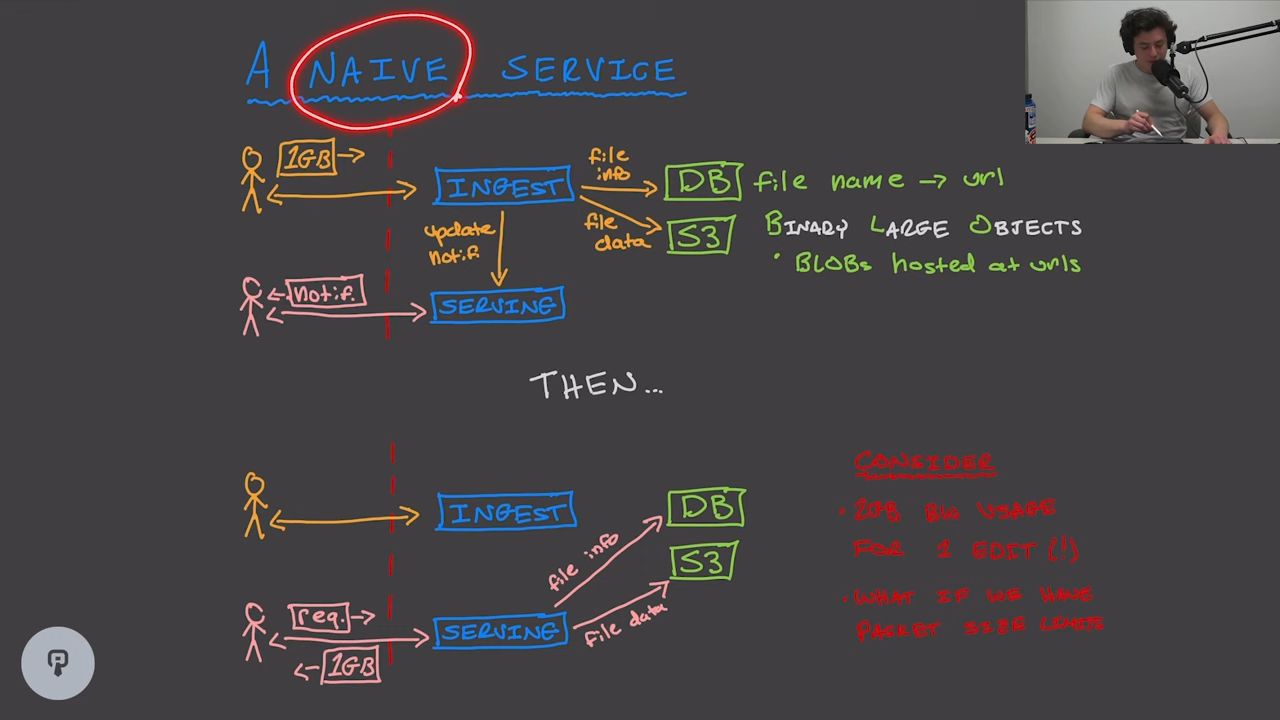 A NAIVE SERVICE
1GB
INGEST
file
info
DB
file name → url
file
data
S3
BINARY LARGE OBJECTS
• BLOBs hosted at urls
update
notif.
notif.
SERVING
THEN...
INGEST
DB
S3
file info
file data
req.
1GB
SERVING
CONSIDER
• 2GB BW USAGE
FOR 1 EDIT (!)
• WHAT IF WE HAVE
PACKET SIZE LIMITS